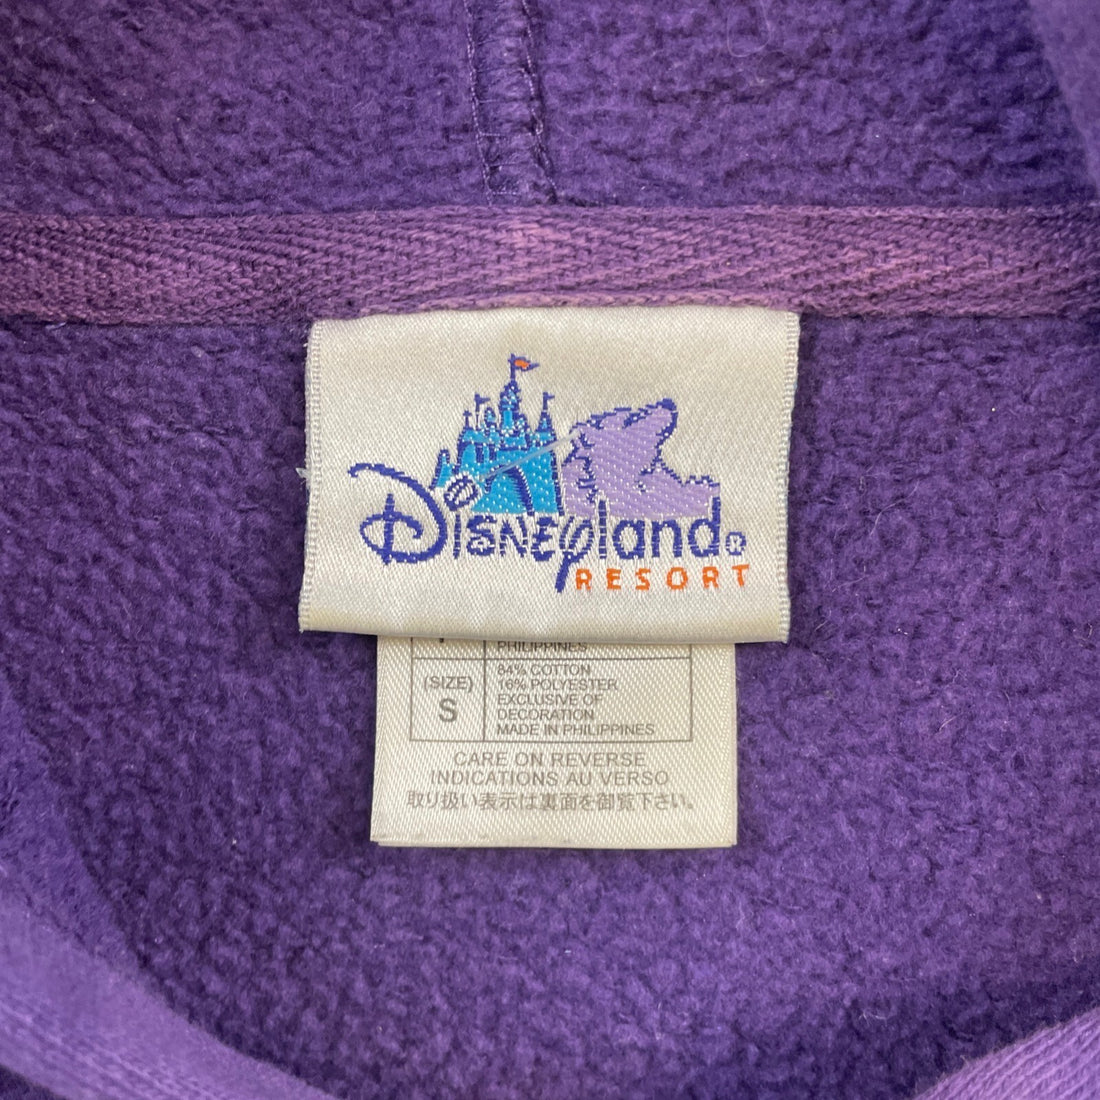 Disneyland®
RESORT
PHILIPPINES
(SIZE)
S
84% COTTON
16% POLYESTER
EXCLUSIVE OF
DECORATION
MADE IN PHILIPPINES
CARE ON REVERSE
INDICATIONS AU VERSO
取り扱い表示は裏面を御覧下さい。